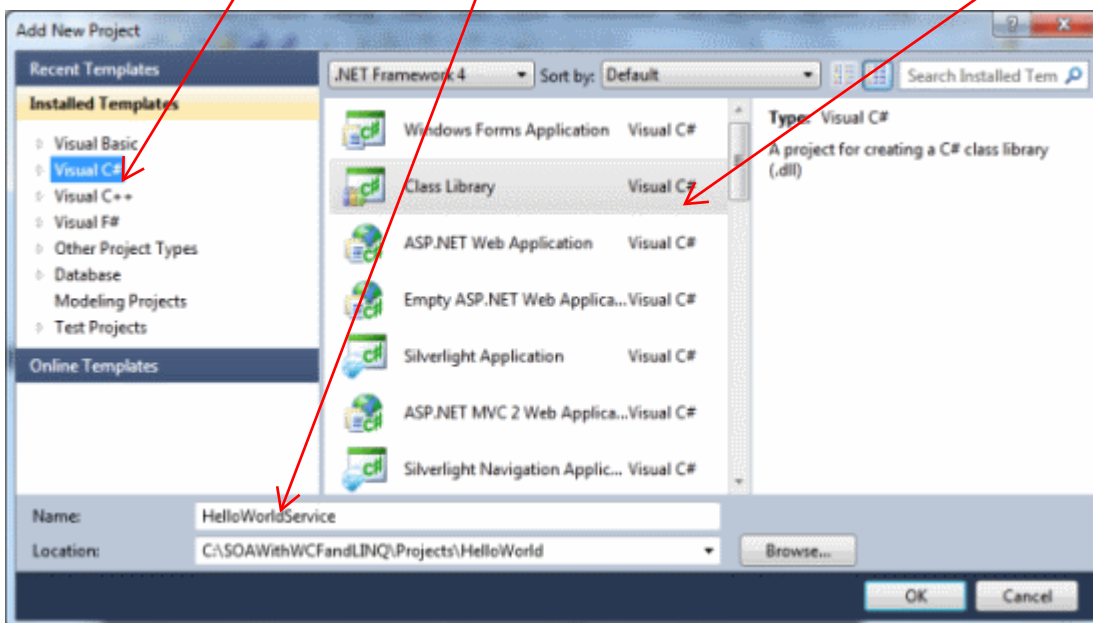 Add New Project
Recent Templates
Installed Templates
Visual Basic
Visual C#
Visual C++
Visual F#
Other Project Types
Database
Modeling Projects
Test Projects
Online Templates
.NET Framework 4 Sort by: Default Search Installed Tem
Windows Forms Application Visual C#
Class Library Visual C#
ASP.NET Web Application Visual C#
Empty ASP.NET Web Applica... Visual C#
Silverlight Application Visual C#
ASP.NET MVC 2 Web Applica... Visual C#
Silverlight Navigation Applic... Visual C#
Type: Visual C#
A project for creating a C# class library
(.dll)
Name: HelloWorldService
Location: C:\SOAWithWCFandLINQ\Projects\HelloWorld Browse...
OK Cancel